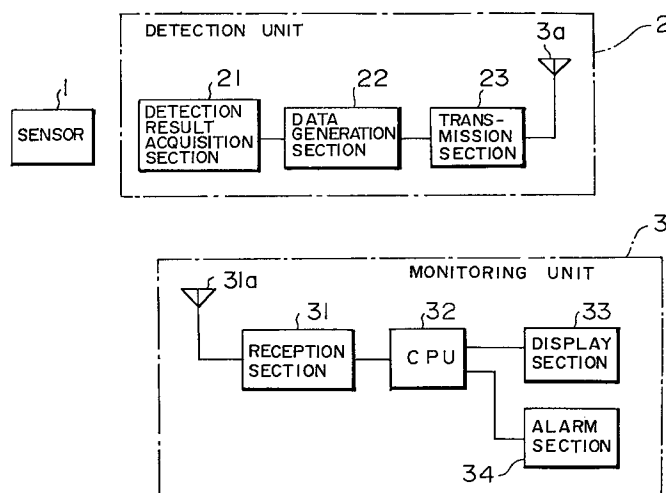 DETECTION UNIT
3a
2
1
21
22
23
SENSOR
DETECTION
RESULT
ACQUISITION
SECTION
DATA
GENERATION
SECTION
TRANS-
MISSION
SECTION
3
MONITORING UNIT
31a
31
32
33
RECEPTION
SECTION
CPU
DISPLAY
SECTION
ALARM
SECTION
34